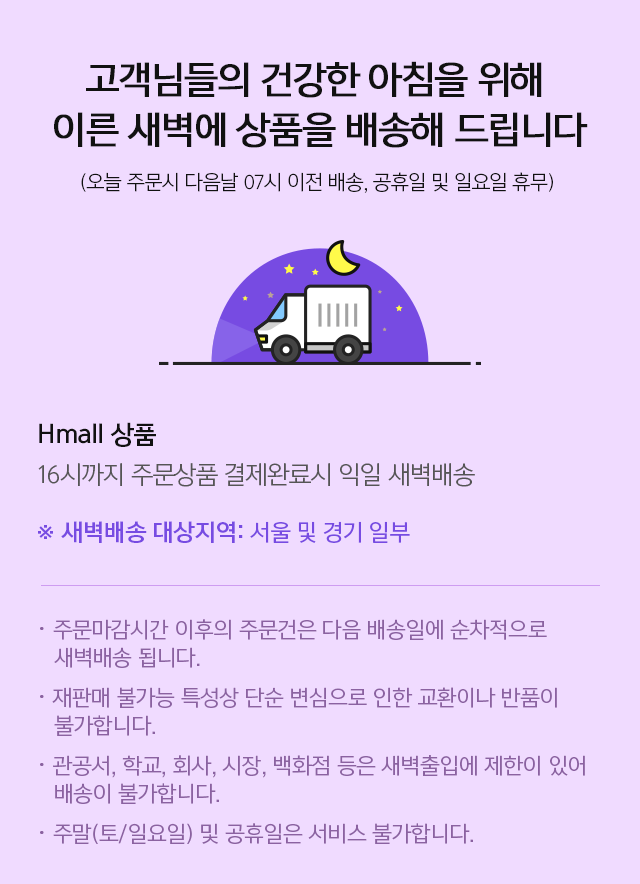 고객님들의 건강한 아침을 위해
이른 새벽에 상품을 배송해 드립니다
(오늘 주문시 다음날 07시 이전 배송, 공휴일 및 일요일 휴무)
Hmall 상품
16시까지 주문상품 결제완료시 익일 새벽배송
※ 새벽배송 대상지역: 서울 및 경기 일부
· 주문마감시간 이후의 주문건은 다음 배송일에 순차적으로
새벽배송 됩니다.
· 재판매 불가능 특성상 단순 변심으로 인한 교환이나 반품이
불가합니다.
· 관공서, 학교, 회사, 시장, 백화점 등은 새벽출입에 제한이 있어
배송이 불가합니다.
· 주말(토/일요일) 및 공휴일은 서비스 불가합니다.